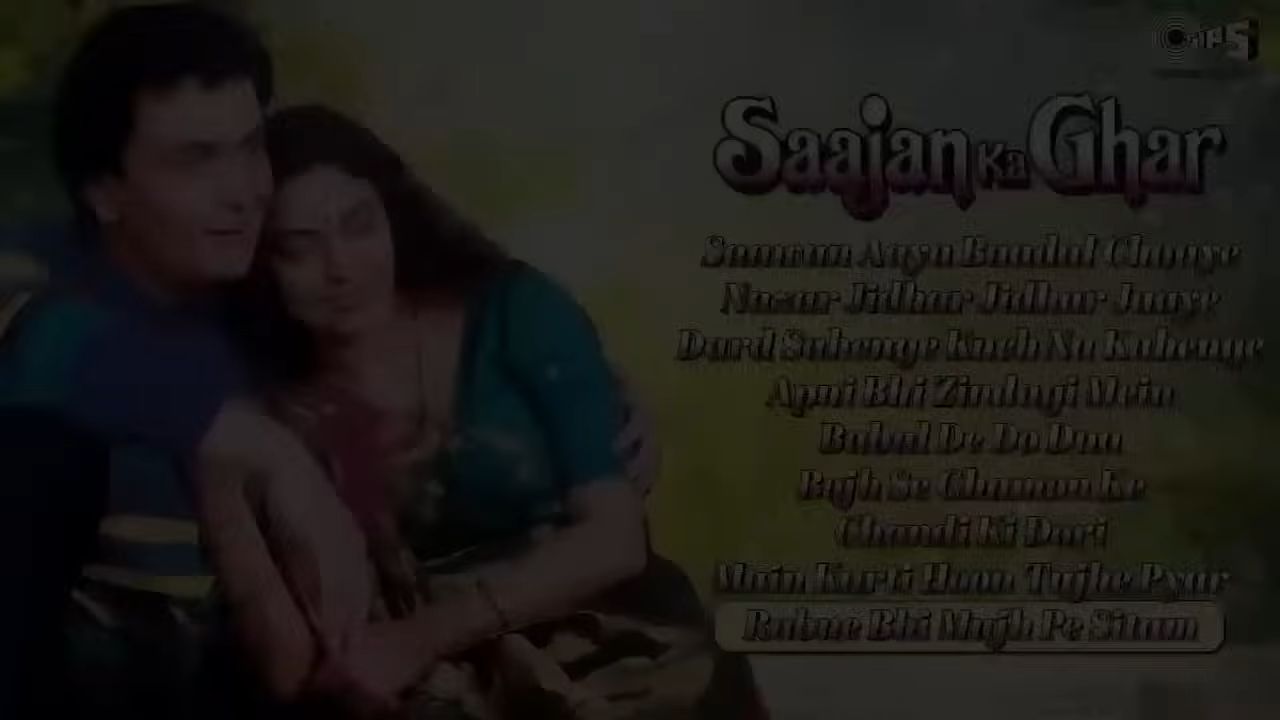 TIPS
Saajan Ka Ghar
Saawan Aaya Baadal Chaaye
Nazar Jidhar Jidhar Jaaye
Dard Sahenge Kuch Na Kahenge
Apni Bhi Zindagi Mein
Babul De Do Dua
Bajh Se Chaman Ke
Chandi Ki Dori
Main Karti Hoon Tujhe Pyar
Rabne Bhi Mujh Pe Sitam